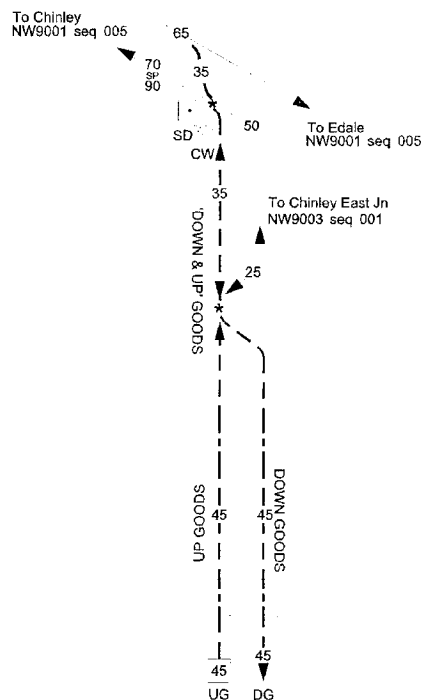 To Chinley
NW9001 seq 005
65
35
70
SP
90
50
SD
CW
To Edale
NW9001 seq 005
35
To Chinley East Jn
NW9003 seq 001
'DOWN & UP' GOODS
25
*
*
UP GOODS
45
DOWN GOODS
45
45
45
UG
DG